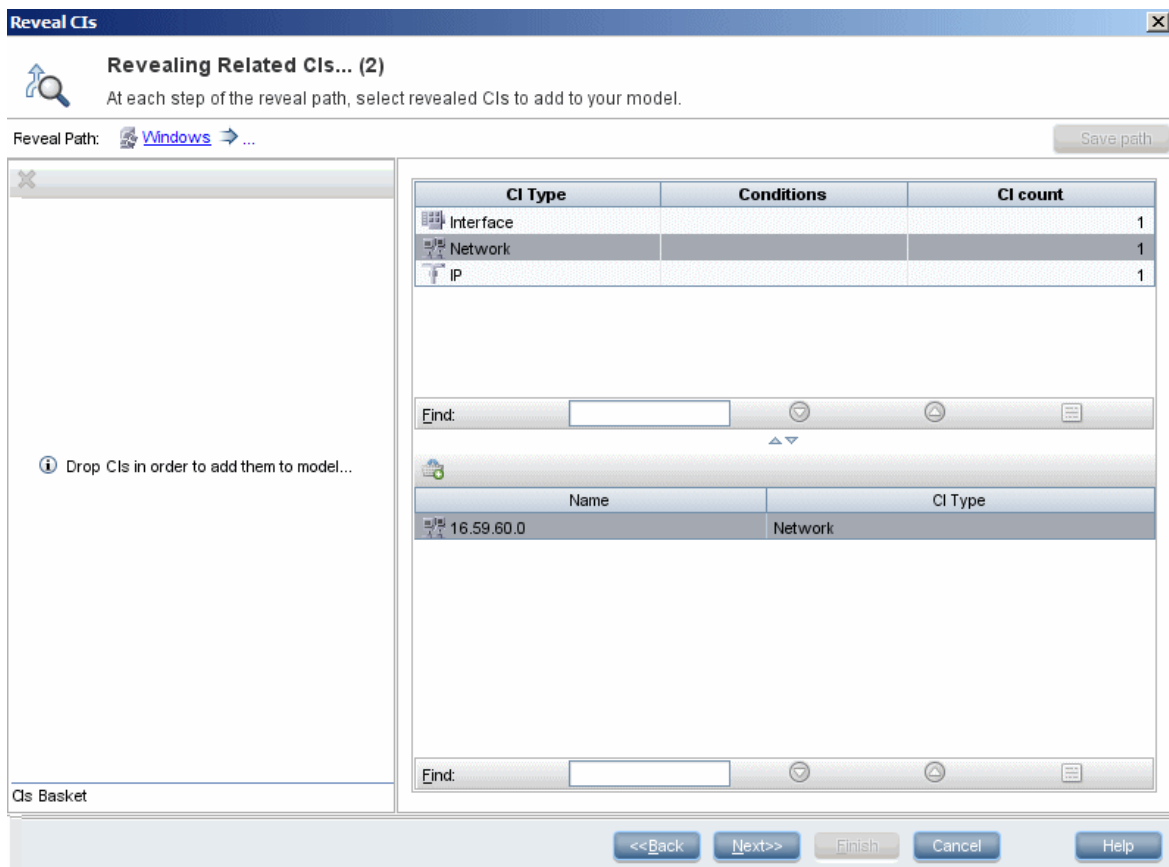 Reveal CIs
Revealing Related CIs... (2)
At each step of the reveal path, select revealed CIs to add to your model.
Reveal Path: Windows ...
Save path
CI Type Conditions CI count
Interface 1
Network 1
IP 1
Find:
Drop CIs in order to add them to model...
Name CI Type
16.59.60.0 Network
Find:
CIs Basket
<<Back Next>> Finish Cancel Help